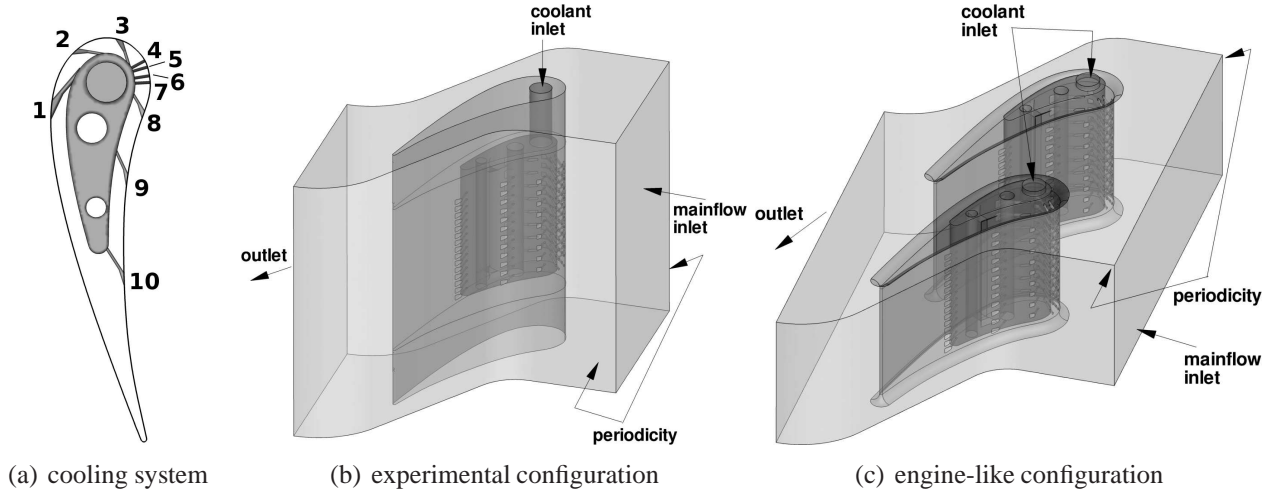 1
2
3
4
5
6
7
8
9
10
coolant
inlet
mainflow
inlet
outlet
periodicity
coolant
inlet
outlet
periodicity
mainflow
inlet
(a) cooling system
(b) experimental configuration
(c) engine-like configuration